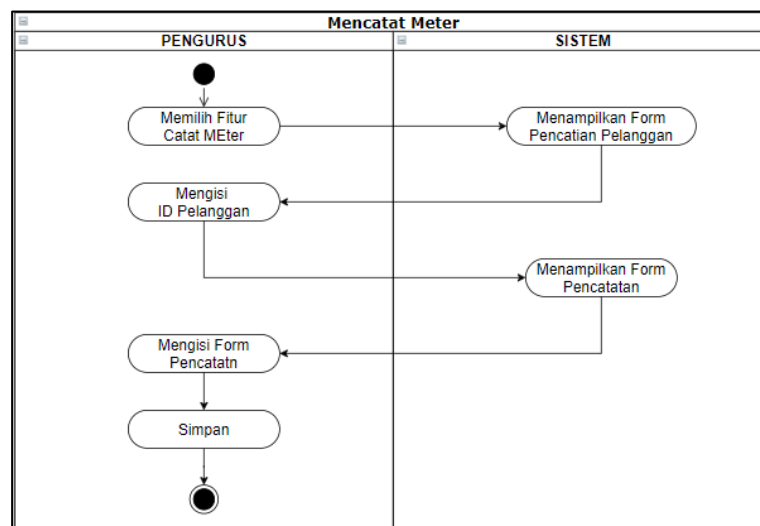 Mencatat Meter
PENGURUS
SISTEM
Memilih Fitur
Catat MEter
Menampilkan Form
Pencatian Pelanggan
Mengisi
ID Pelanggan
Menampilkan Form
Pencatatan
Mengisi Form
Pencatatn
Simpan